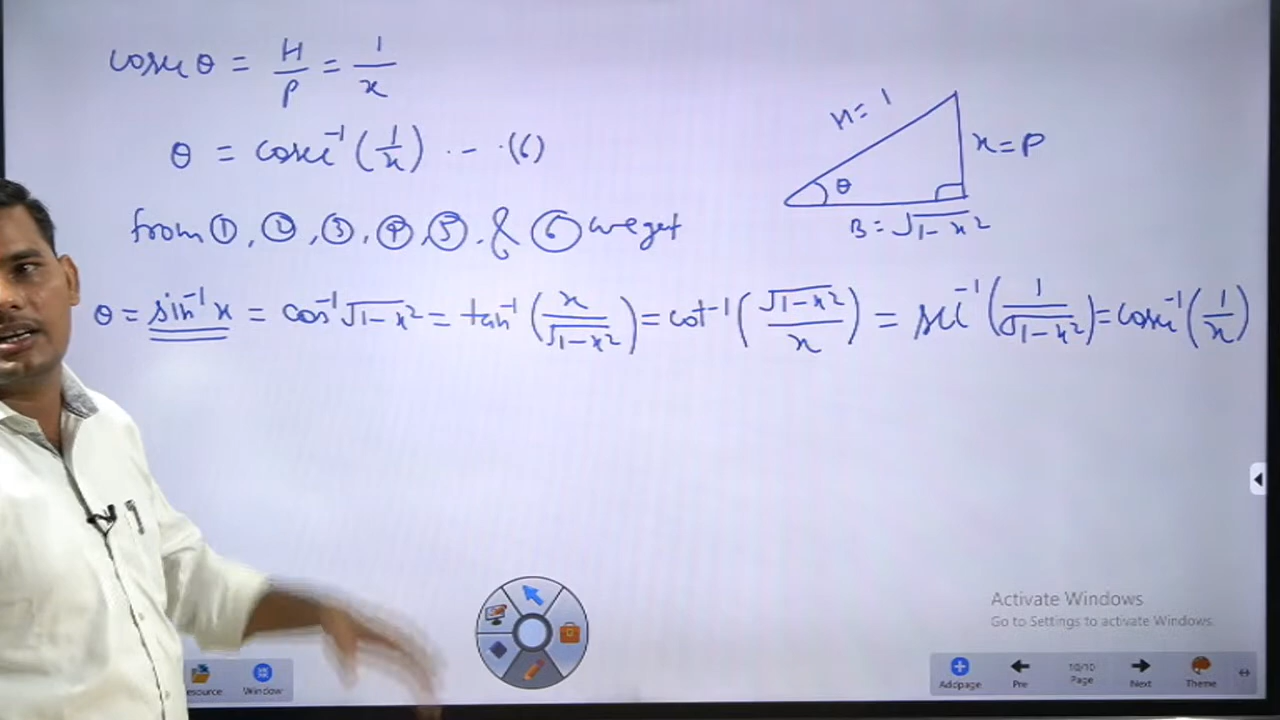 cosec θ = H/P = 1/x
θ = cosec⁻¹(1/x) -- ·(6)
H = 1
x = P
θ
B = √1-x²
from ①, ②, ③, ④, ⑤, & ⑥ we get
θ = sin⁻¹x = cos⁻¹√1-x² = tan⁻¹(x/√1-x²) = cot⁻¹(√1-x²/x) = sec⁻¹(1/√1-x²) = cosec⁻¹(1/x)
Activate Windows
Go to Settings to activate Windows.
esource Window
Addpage Pre 10/10 Page Next Theme